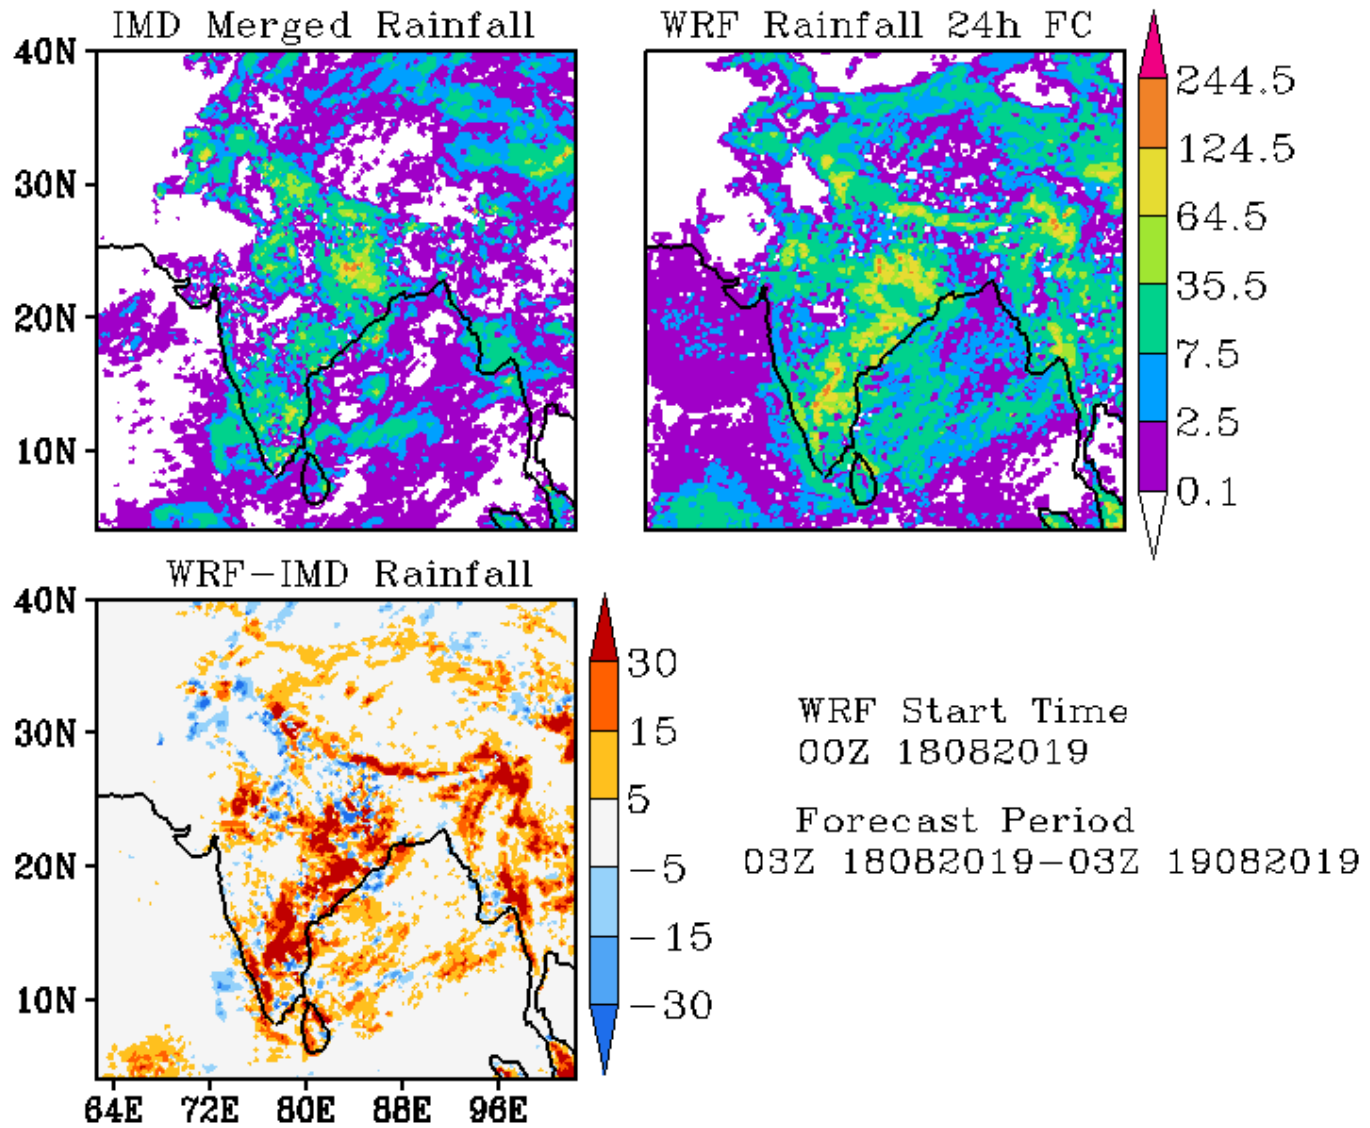 IMD Merged Rainfall
WRF Rainfall 24h FC
40N
30N
20N
10N
244.5
124.5
64.5
35.5
7.5
2.5
0.1
WRF-IMD Rainfall
40N
30N
20N
10N
64E 72E 80E 88E 96E
30
15
5
-5
-15
-30
WRF Start Time
00Z 18082019
Forecast Period
03Z 18082019-03Z 19082019